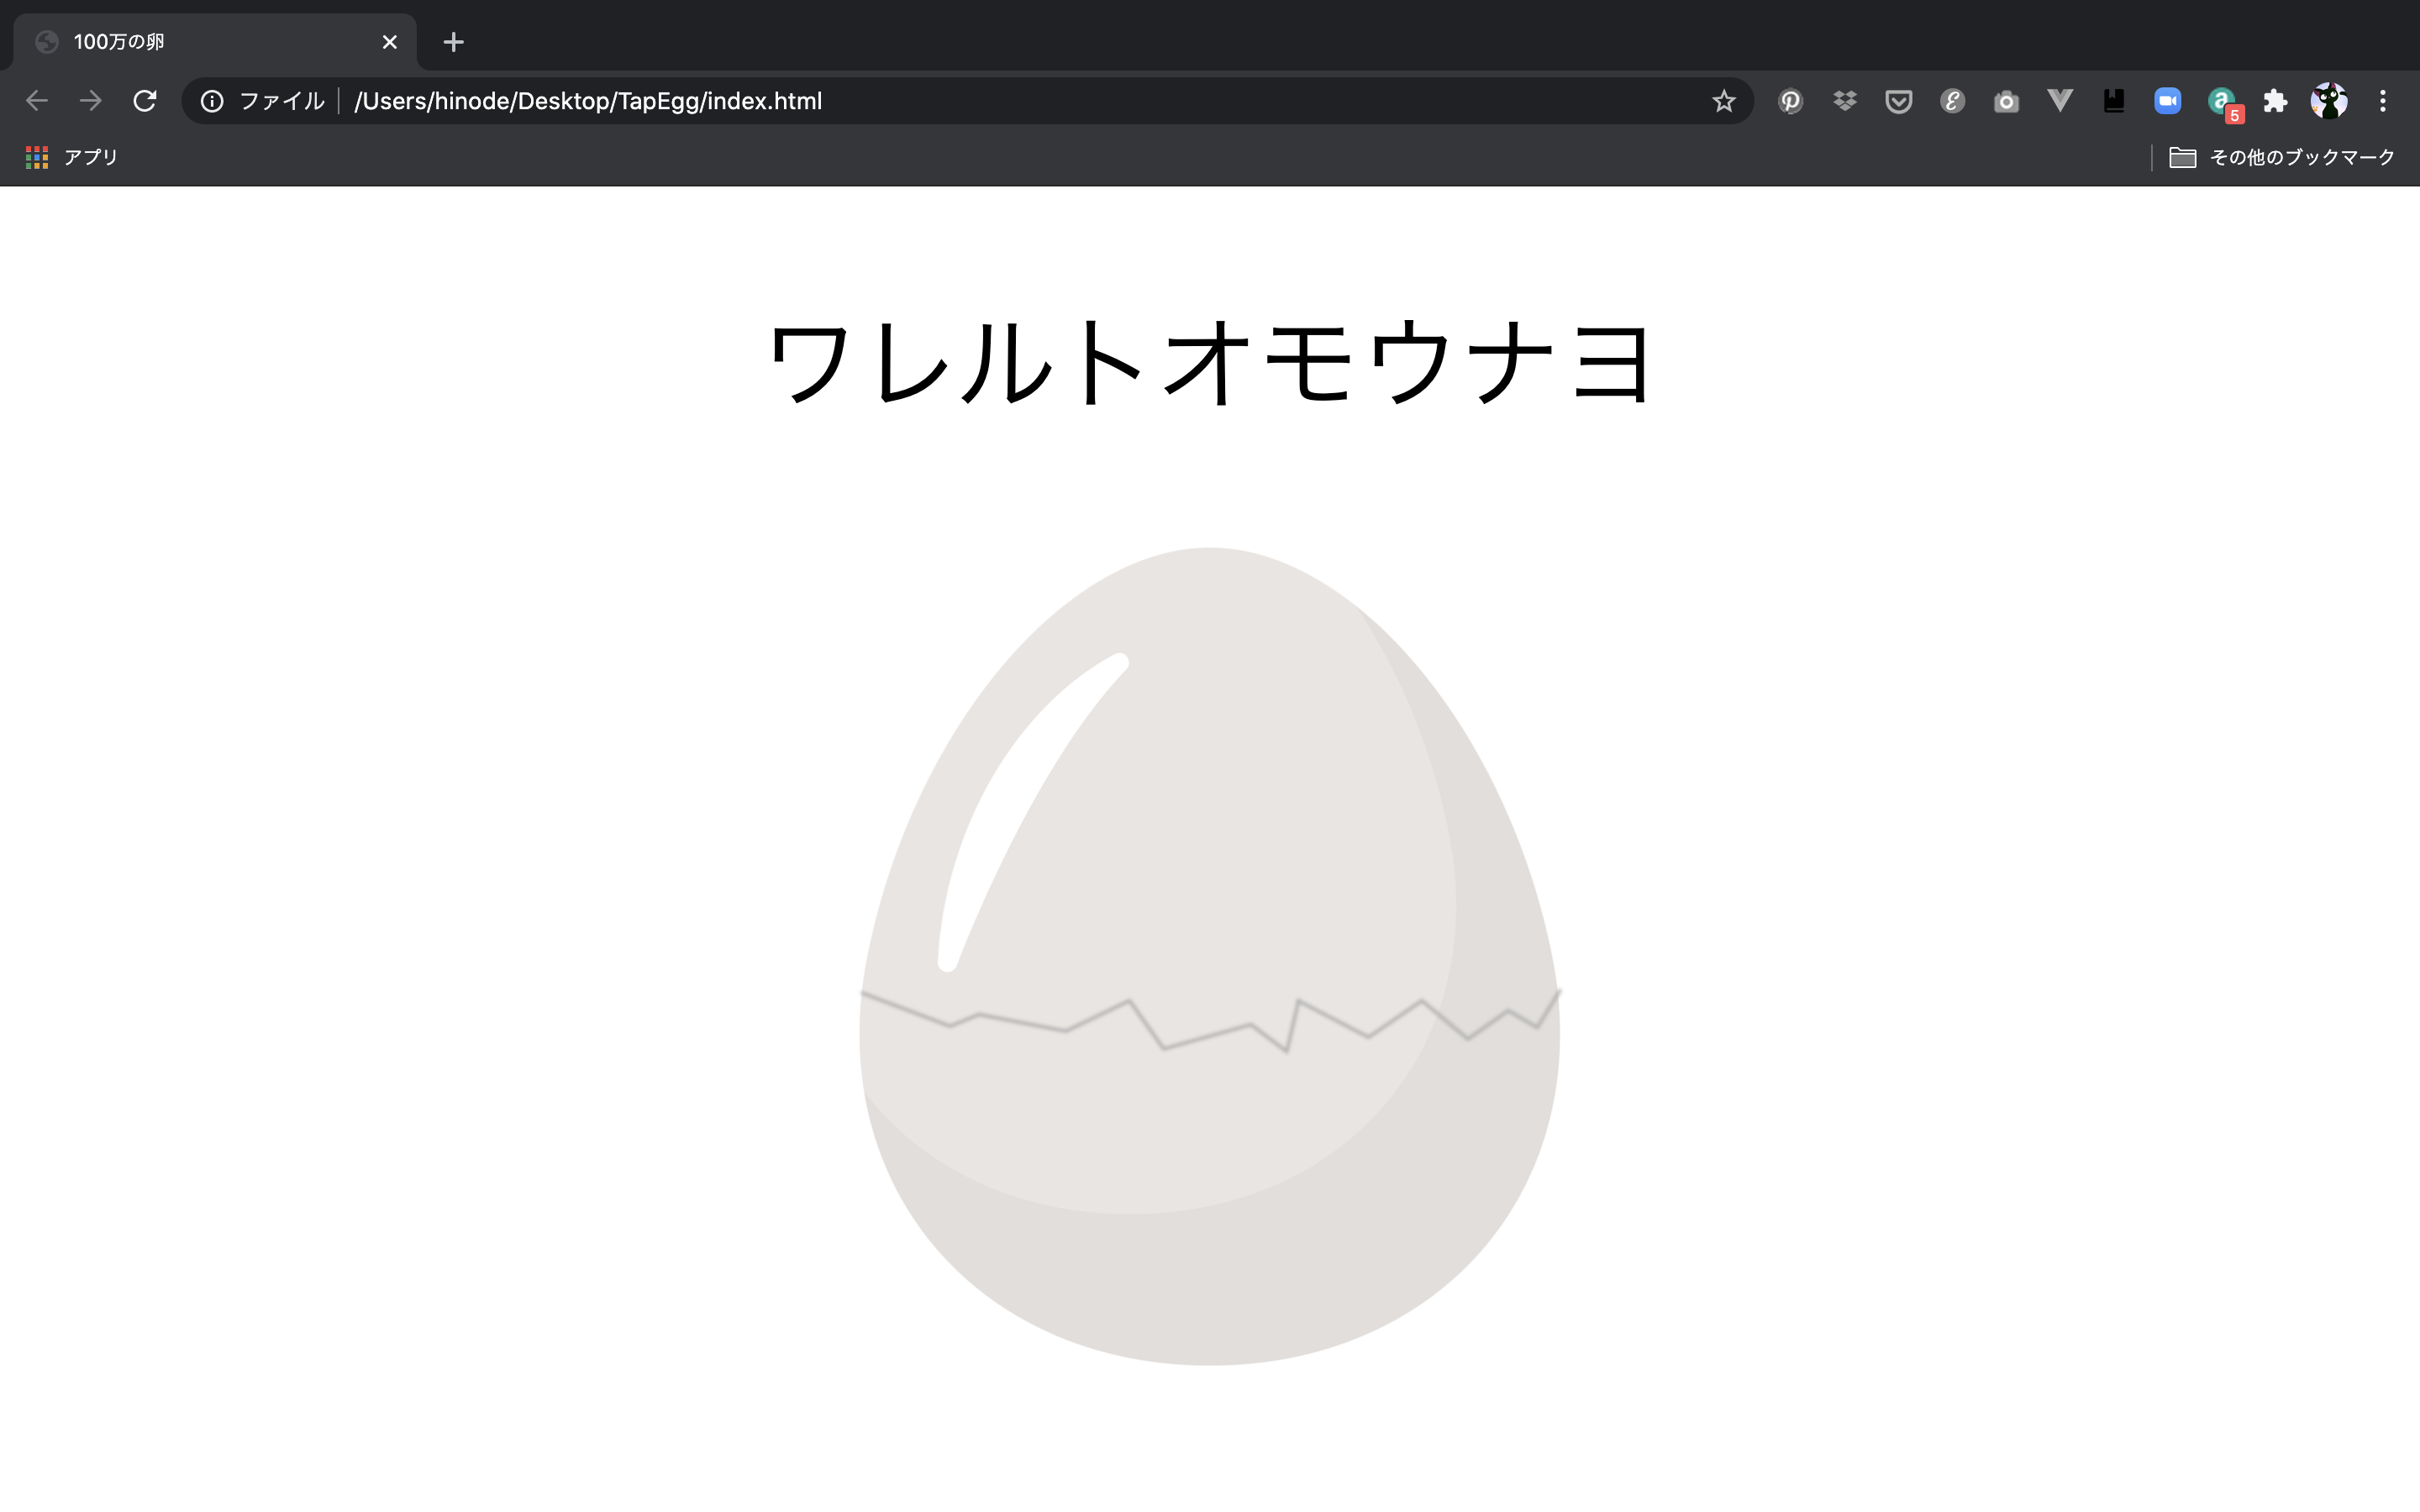 100万の卵
ファイル /Users/hinode/Desktop/TapEgg/index.html
5
アプリ
その他のブックマーク
ワレルトオモウナヨ